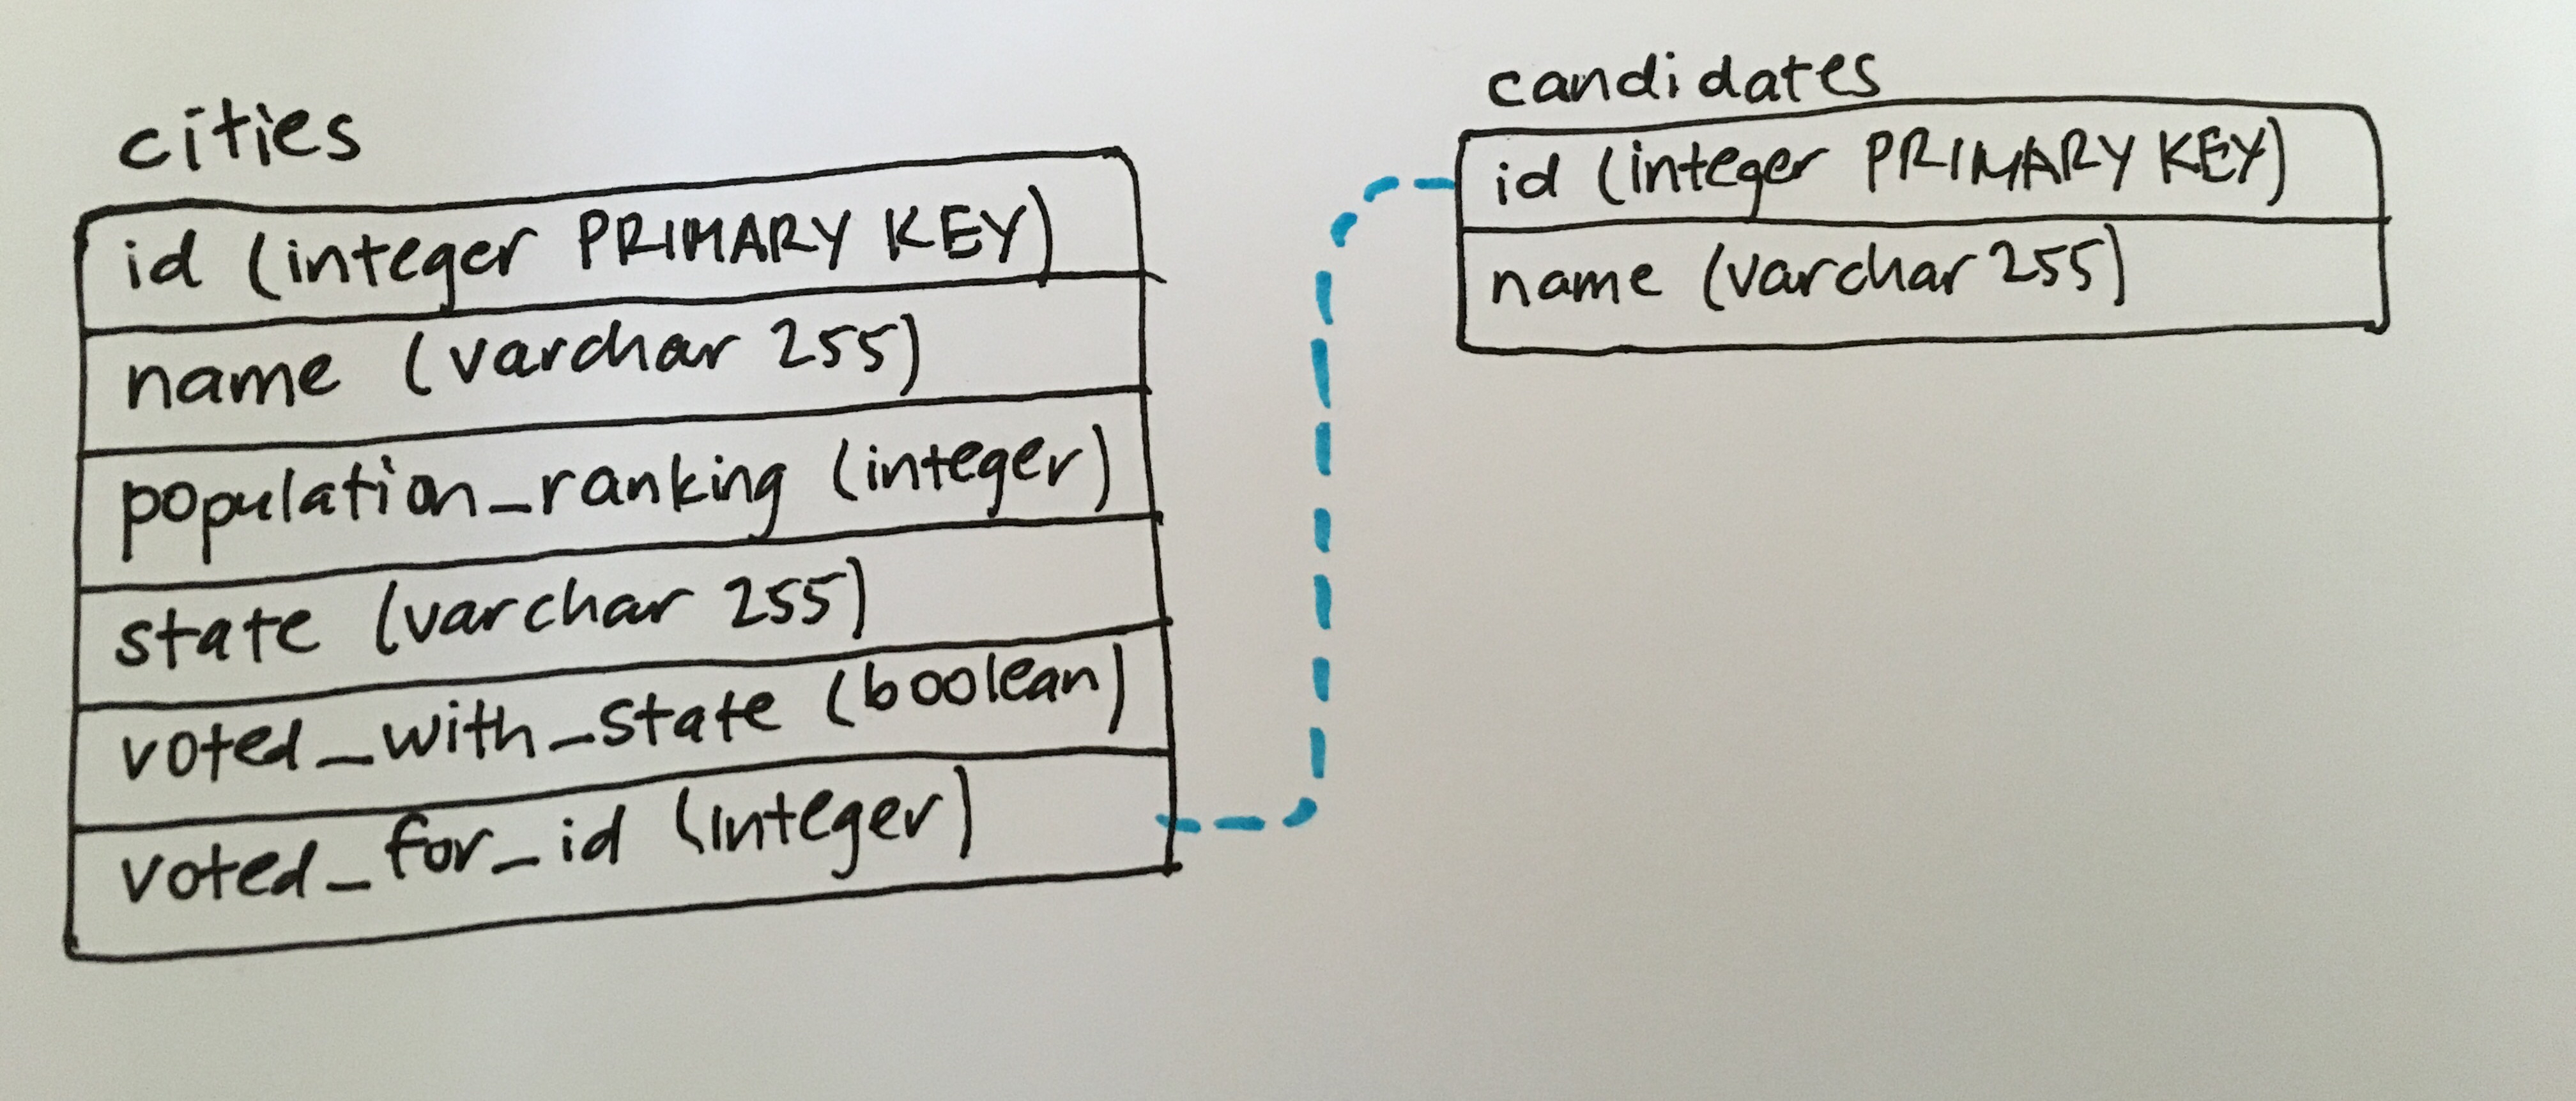 cities
id (integer PRIMARY KEY)
name (varchar 255)
population_ranking (integer)
state (varchar 255)
voted_with_state (boolean)
voted_for_id (integer)
candidates
id (integer PRIMARY KEY)
name (varchar 255)